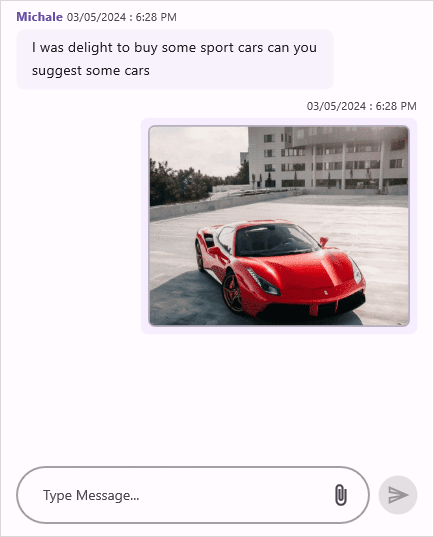 Michale 03/05/2024 : 6:28 PM
I was delight to buy some sport cars can you
suggest some cars
03/05/2024 : 6:28 PM
Type Message...